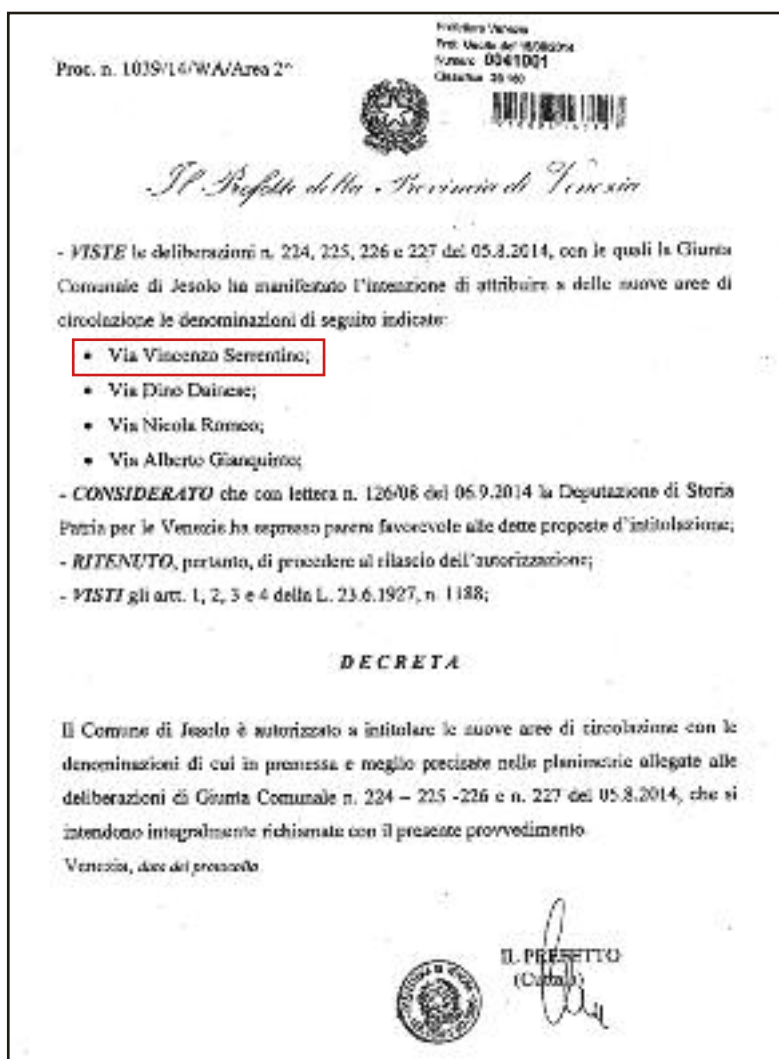 Proc. n. 1039/14/WA/Area 2^
Prefettura Venezia
Numero 0041001
Il Prefetto della Provincia di Venezia
- VISTE le deliberazioni n. 224, 225, 226 e 227 del 05.8.2014, con le quali la Giunta
Comunale di Jesolo ha manifestato l'intenzione di attribuire a delle nuove aree di
circolazione le denominazioni di seguito indicate:
• Via Vincenzo Serrentino;
• Via Dino Dainese;
• Via Nicola Romeo;
• Via Alberto Gianquinto;
- CONSIDERATO che con lettera n. 126/08 del 06.9.2014 la Deputazione di Storia
Patria per le Venezie ha espresso parere favorevole alle dette proposte d'intitolazione;
- RITENUTO, pertanto, di procedere al rilascio dell'autorizzazione;
- VISTI gli artt. 1, 2, 3 e 4 della L. 23.6.1927, n. 1188;
DECRETA
Il Comune di Jesolo è autorizzato a intitolare le nuove aree di circolazione con le
denominazioni di cui in premessa e meglio precisate nelle planimetrie allegate alle
deliberazioni di Giunta Comunale n. 224 – 225 -226 e n. 227 del 05.8.2014, che si
intendono integralmente richiamate con il presente provvedimento
Venezia, data del protocollo
IL PREFETTO